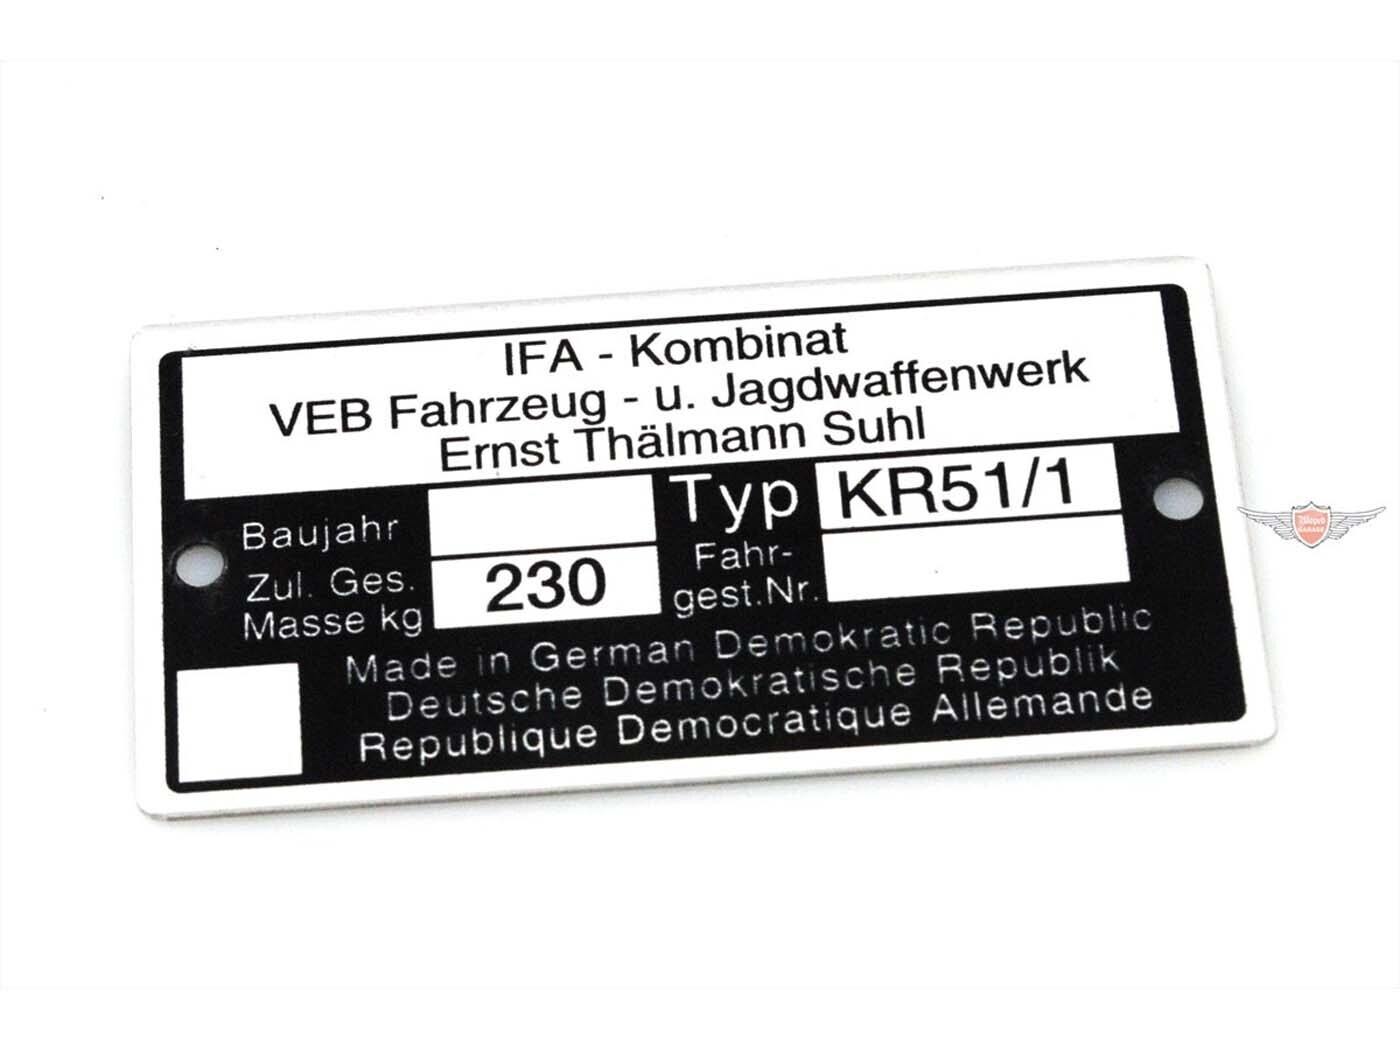 IFA - Kombinat
VEB Fahrzeug - u. Jagdwaffenwerk
Ernst Thälmann Suhl
Baujahr
Typ KR51/1
Zul. Ges.
Masse kg 230
Fahr-
gest.Nr.
Made in German Demokratic Republic
Deutsche Demokratische Republik
Republique Democratique Allemande
GARAGE